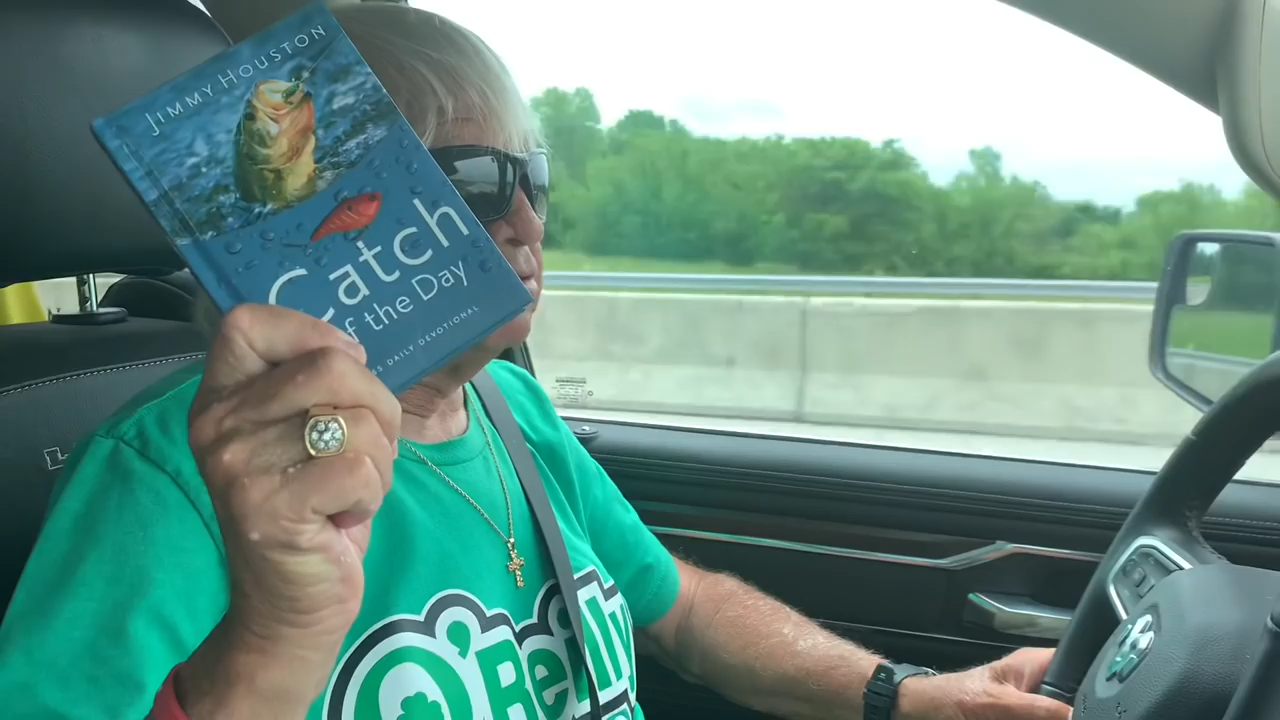 JIMMY HOUSTON
Catch
of the Day
DAILY DEVOTIONAL
O'Reilly